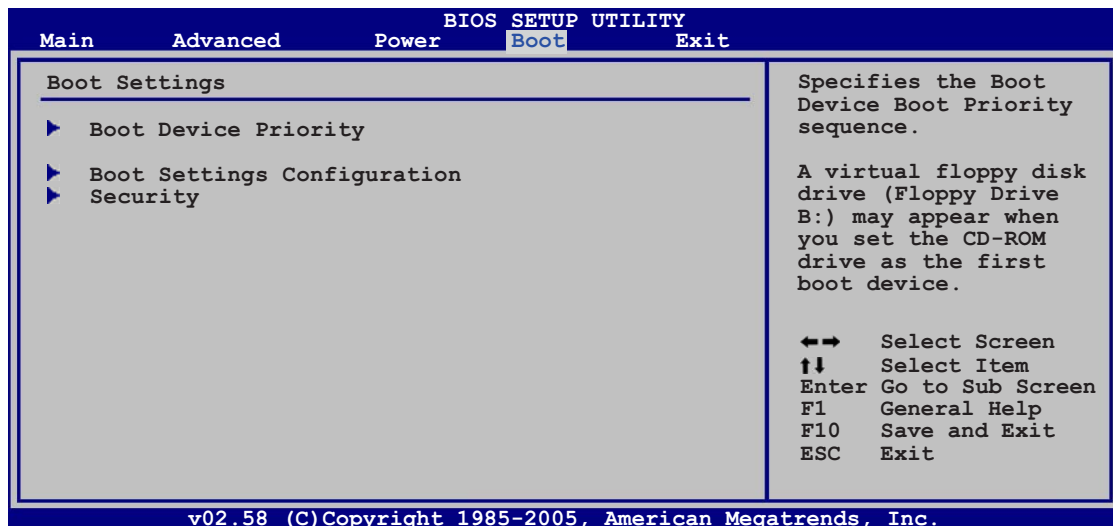 BIOS SETUP UTILITY
Main Advanced Power Boot Exit
Boot Settings
Boot Device Priority
Boot Settings Configuration
Security
Specifies the Boot
Device Boot Priority
sequence.
A virtual floppy disk
drive (Floppy Drive
B:) may appear when
you set the CD-ROM
drive as the first
boot device.
←→ Select Screen
↑↓ Select Item
Enter Go to Sub Screen
F1 General Help
F10 Save and Exit
ESC Exit
v02.58 (C)Copyright 1985-2005, American Megatrends, Inc.